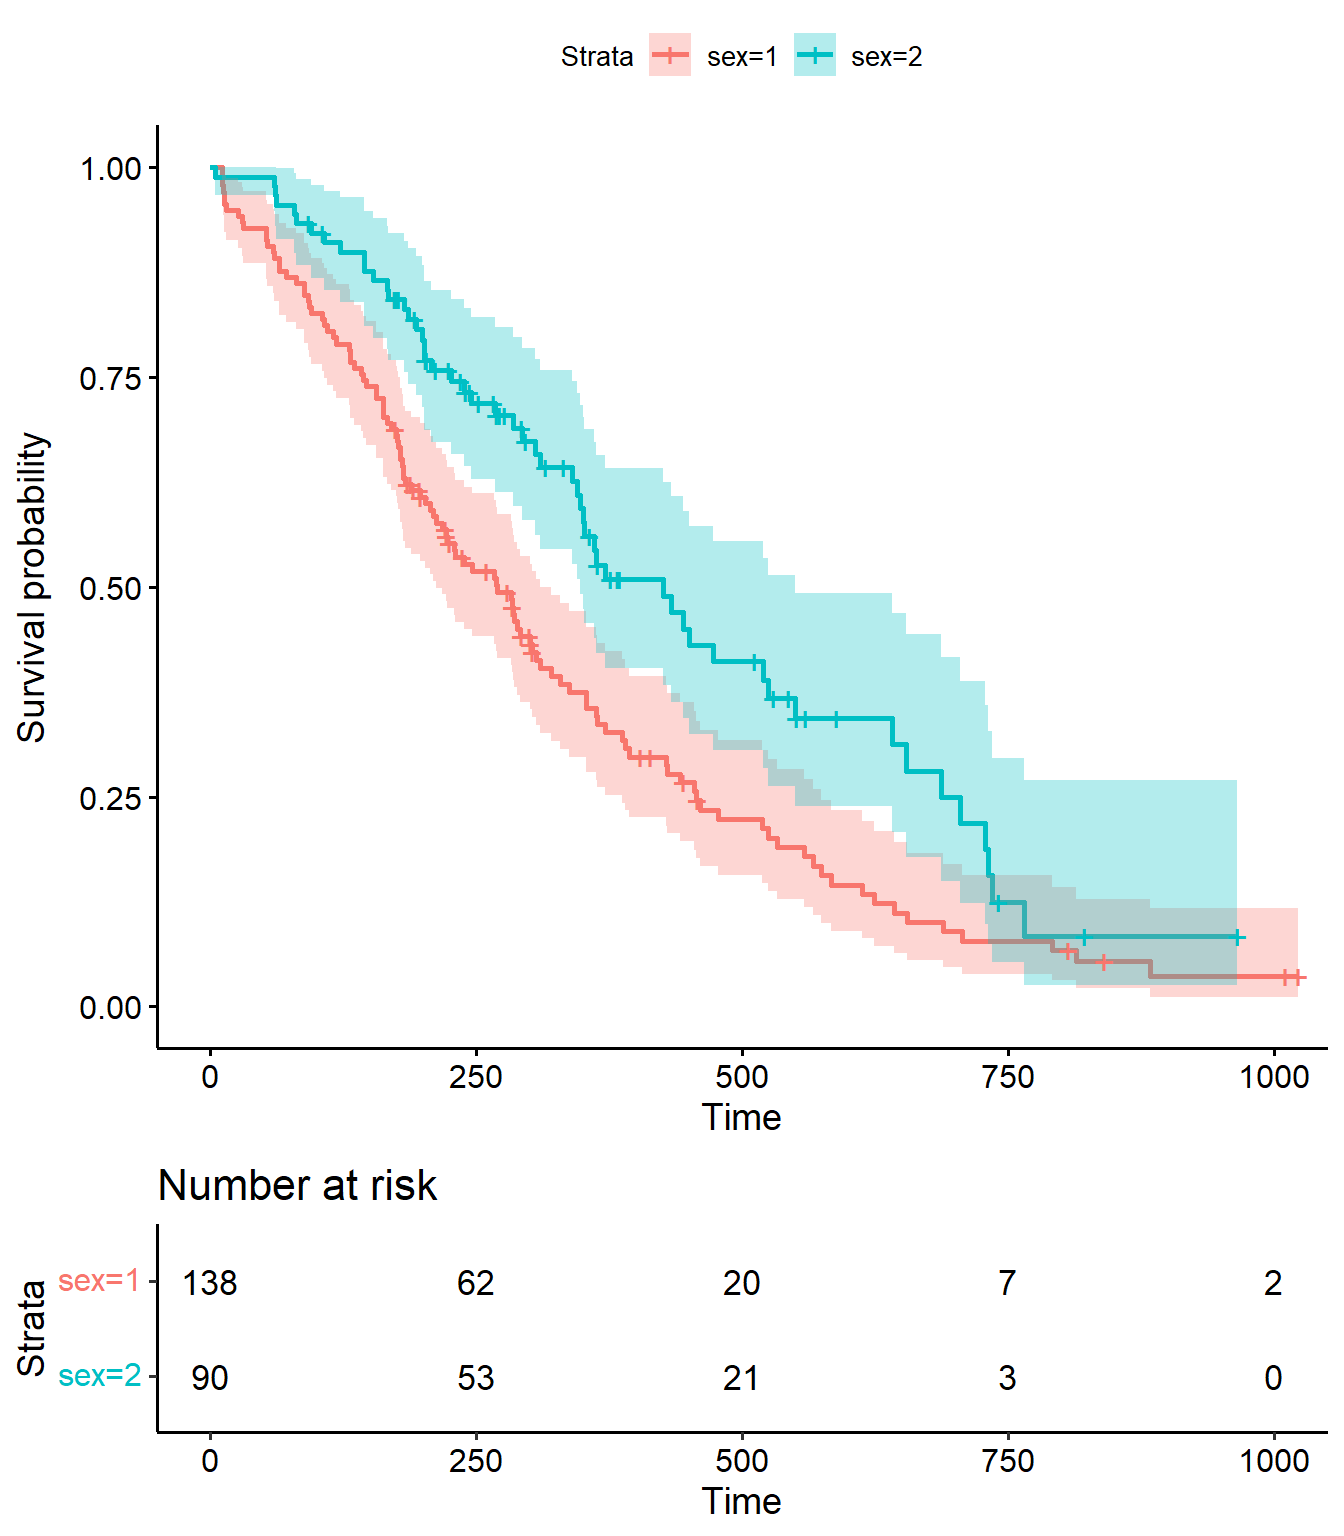 Strata sex=1 sex=2
Survival probability
1.00
0.75
0.50
0.25
0.00
0 250 500 750 1000
Time
Number at risk
Strata
sex=1 138 62 20 7 2
sex=2 90 53 21 3 0
0 250 500 750 1000
Time